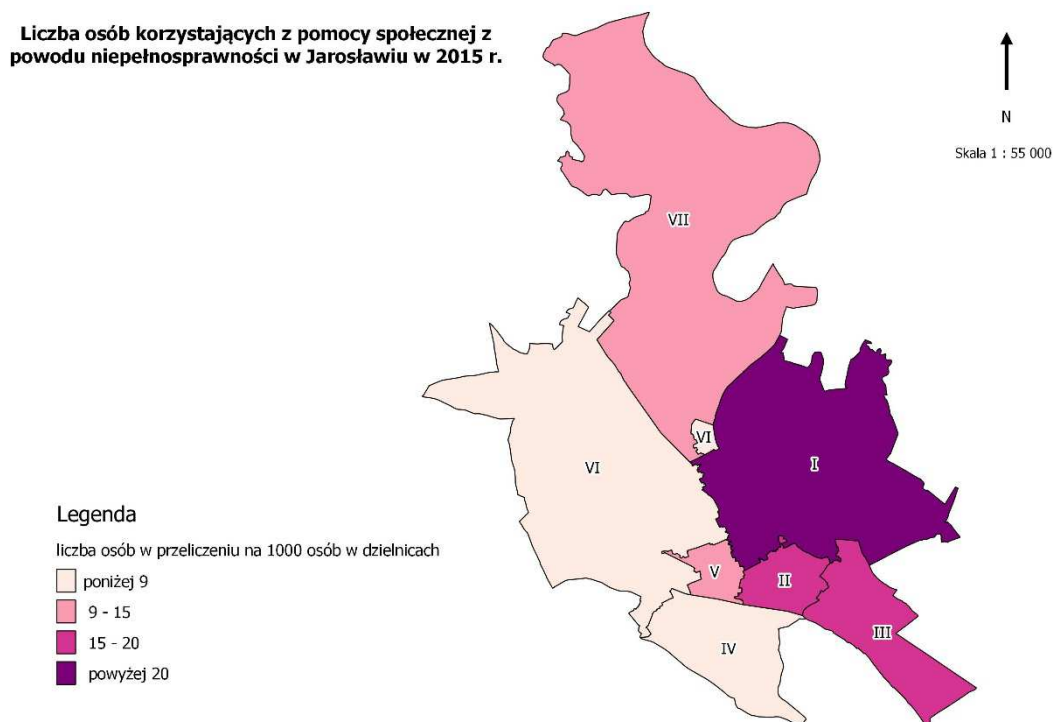 Liczba osób korzystających z pomocy społecznej z
powodu niepełnosprawności w Jarosławiu w 2015 r.
N
Skala 1 : 55 000
VII
VI
VI
I
V
II
III
IV
Legenda
liczba osób w przeliczeniu na 1000 osób w dzielnicach
poniżej 9
9 - 15
15 - 20
powyżej 20